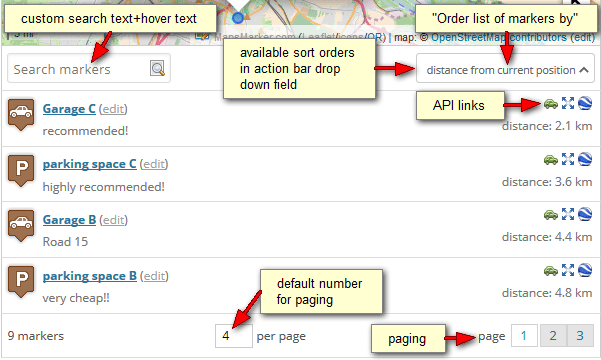 custom search text+hover text
"Order list of markers by"
MapsMarker.com (Leaflet/icons/QR) | map: © OpenStreetMap contributors (edit)
available sort orders
in action bar drop
down field
Search markers
distance from current position
API links
Garage C (edit)
recommended!
distance: 2.1 km
parking space C (edit)
highly recommended!
distance: 3.6 km
Garage B (edit)
Road 15
distance: 4.4 km
parking space B (edit)
very cheap!!
distance: 4.8 km
default number
for paging
9 markers
4 per page
paging
page 1 2 3